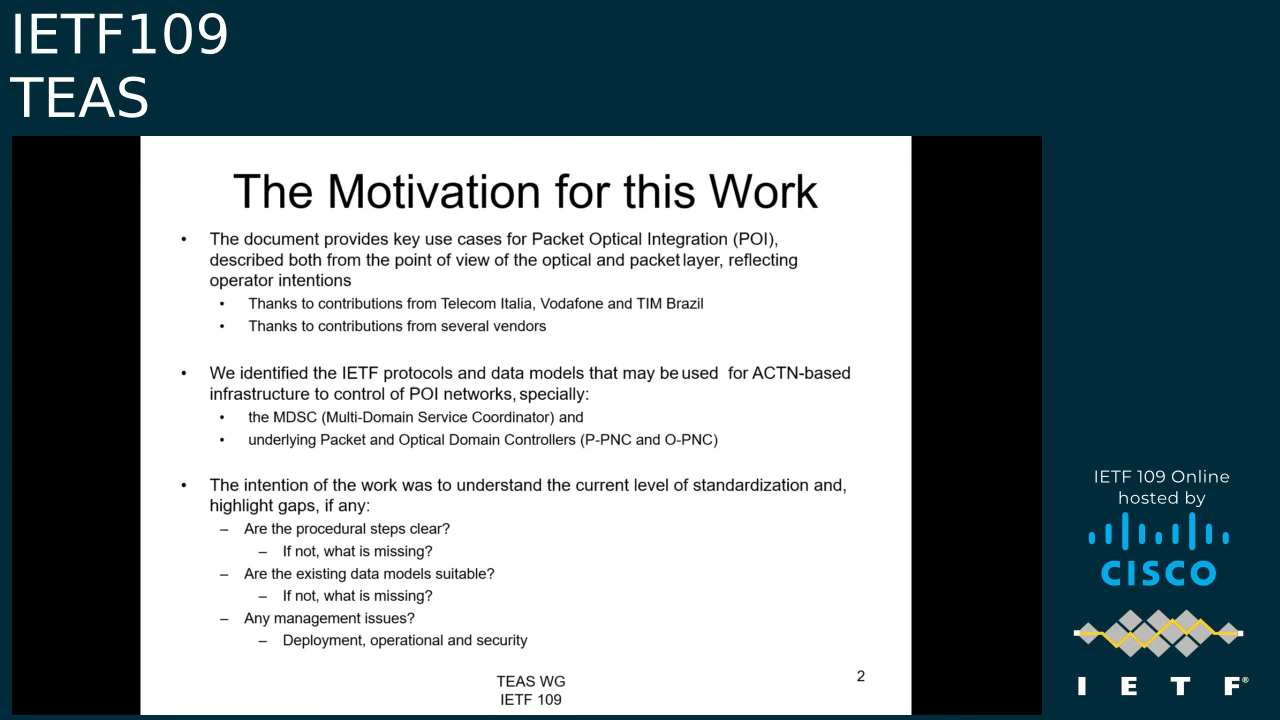 IETF109
TEAS
The Motivation for this Work
• The document provides key use cases for Packet Optical Integration (POI),
described both from the point of view of the optical and packet layer, reflecting
operator intentions
• Thanks to contributions from Telecom Italia, Vodafone and TIM Brazil
• Thanks to contributions from several vendors
• We identified the IETF protocols and data models that may be used for ACTN-based
infrastructure to control of POI networks, specially:
• the MDSC (Multi-Domain Service Coordinator) and
• underlying Packet and Optical Domain Controllers (P-PNC and O-PNC)
• The intention of the work was to understand the current level of standardization and,
highlight gaps, if any:
– Are the procedural steps clear?
– If not, what is missing?
– Are the existing data models suitable?
– If not, what is missing?
– Any management issues?
– Deployment, operational and security
TEAS WG
IETF 109
2
IETF 109 Online
hosted by
CISCO
I E T F®